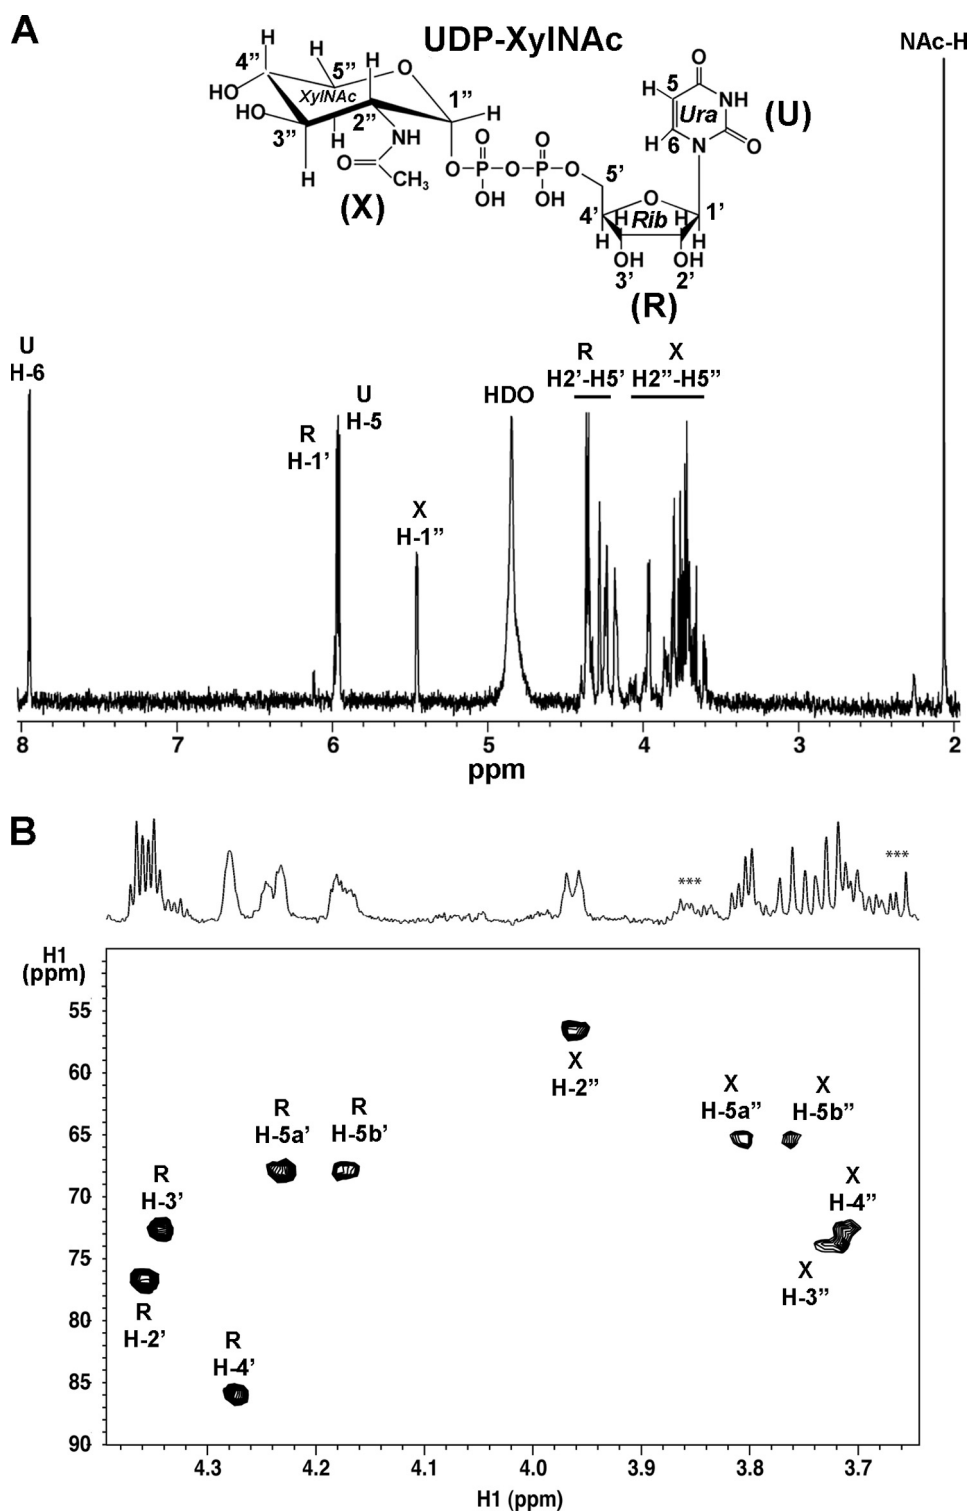 A
UDP-XylNAc
NAc-H
H
H
H
4”
5”
O
5
O
HO
XylNAc
1”
H
H
NH
Ura
(U)
HO
3”
H
2”
NH
H
6
N
O
H
O
O
P
O
P
O
5’
CH₃
OH
OH
O
(X)
4’
H
Rib
H
1’
H
H
OH
OH
3’
2’
(R)
U
H-6
R
H-1’
U
H-5
X
H-1”
HDO
R
H2’-H5’
X
H2”-H5”
8
7
6
5
4
3
2
ppm
B
***
***
H1
(ppm)
55
60
65
70
75
80
85
90
X
H-2”
X
H-5a”
X
H-5b”
R
H-5a’
R
H-5b’
R
H-3’
X
H-4”
X
H-3”
R
H-2’
R
H-4’
4.3
4.2
4.1
4.0
3.9
3.8
3.7
H1 (ppm)